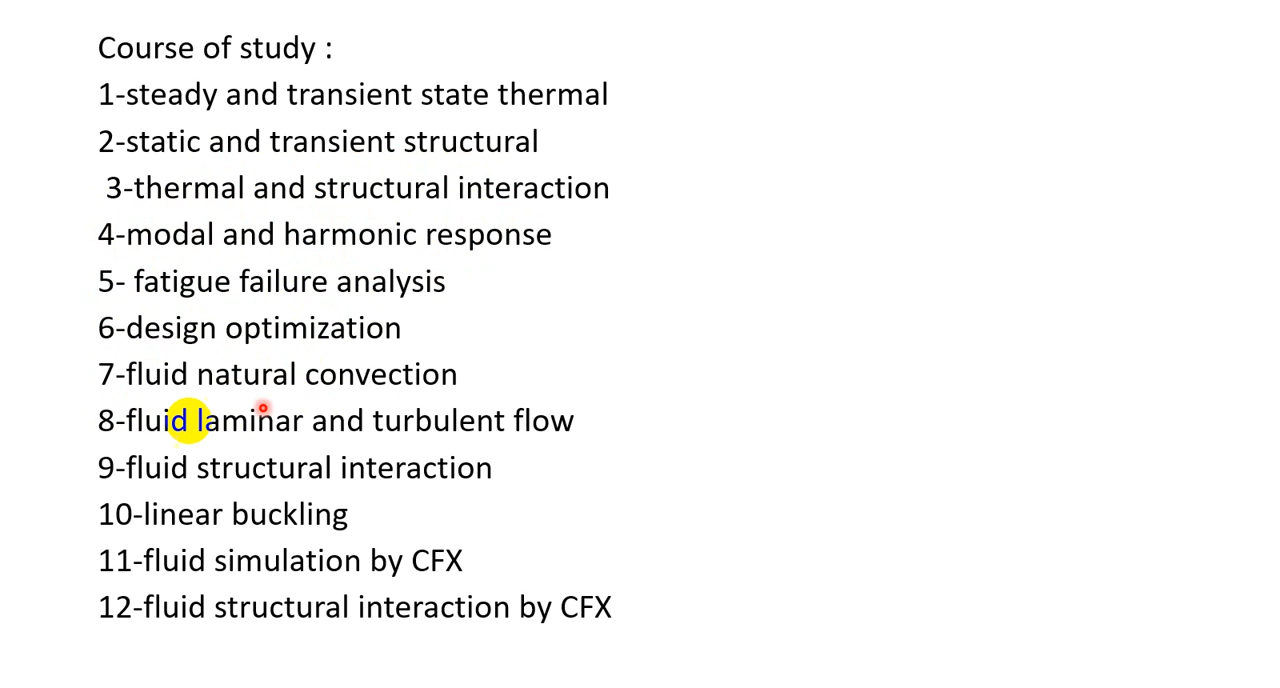 Course of study :
1-steady and transient state thermal
2-static and transient structural
3-thermal and structural interaction
4-modal and harmonic response
5- fatigue failure analysis
6-design optimization
7-fluid natural convection
8-fluid laminar and turbulent flow
9-fluid structural interaction
10-linear buckling
11-fluid simulation by CFX
12-fluid structural interaction by CFX